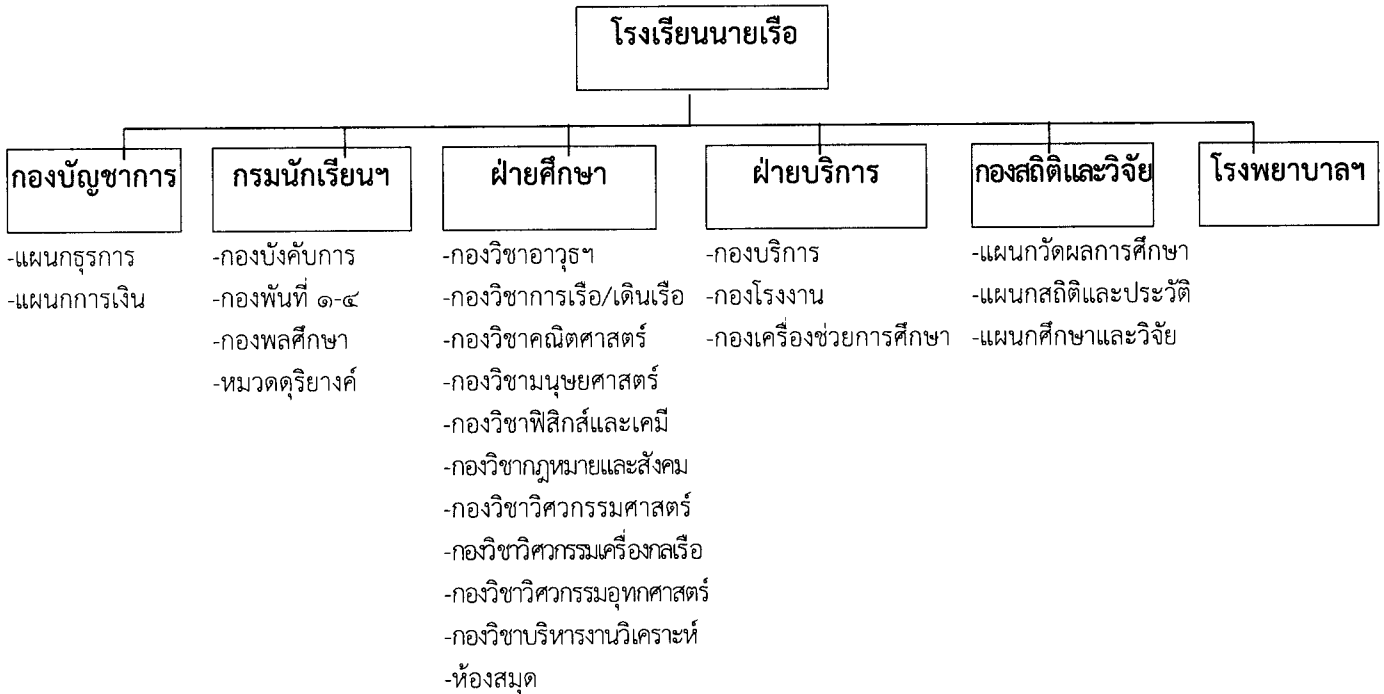 โรงเรียนนายเรือ
กองบัญชาการ
-แผนกธุรการ
-แผนกการเงิน
กรมนักเรียนฯ
-กองบังคับการ
-กองพันที่ ๑-๔
-กองพลศึกษา
-หมวดดุริยางค์
ฝ่ายศึกษา
-กองวิชาอาวุธฯ
-กองวิชาการเรือ/เดินเรือ
-กองวิชาคณิตศาสตร์
-กองวิชามนุษยศาสตร์
-กองวิชาฟิสิกส์และเคมี
-กองวิชากฎหมายและสังคม
-กองวิชาวิศวกรรมศาสตร์
-กองวิชาวิศวกรรมเครื่องกลเรือ
-กองวิชาวิศวกรรมอุทกศาสตร์
-กองวิชาบริหารงานวิเคราะห์
-ห้องสมุด
ฝ่ายบริการ
-กองบริการ
-กองโรงงาน
-กองเครื่องช่วยการศึกษา
กองสถิติและวิจัย
-แผนกวัดผลการศึกษา
-แผนกสถิติและประวัติ
-แผนกศึกษาและวิจัย
โรงพยาบาลฯ